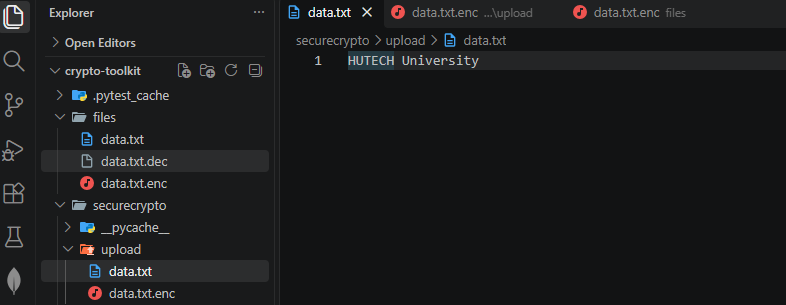 Explorer
Open Editors
crypto-toolkit
.pytest_cache
files
data.txt
data.txt.dec
data.txt.enc
securecrypto
__pycache__
upload
data.txt
data.txt.enc
data.txt
data.txt.enc ...\upload
data.txt.enc files
securecrypto > upload > data.txt
1 HUTECH University